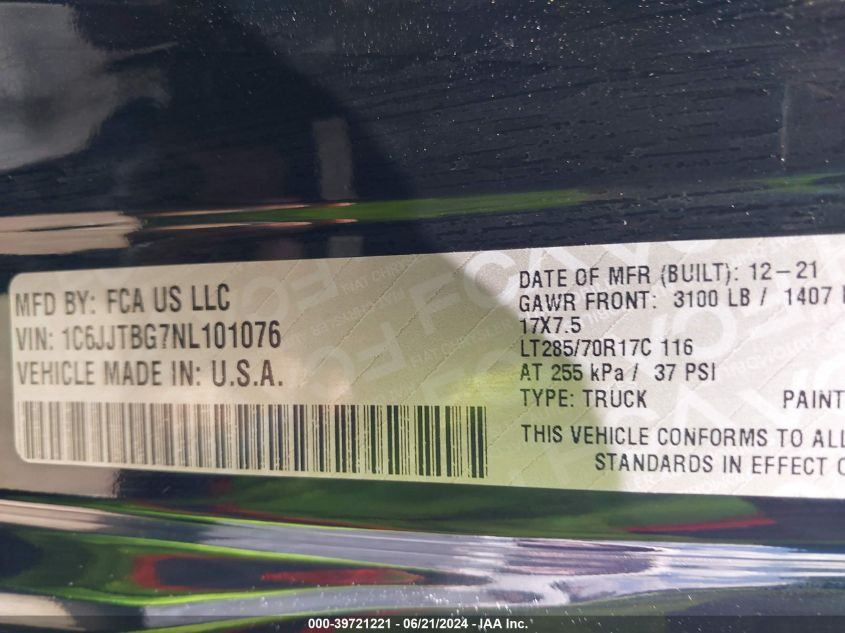 MFD BY: FCA US LLC
VIN: 1C6JJTBG7NL101076
VEHICLE MADE IN: U.S.A.
DATE OF MFR (BUILT): 12-21
GAWR FRONT: 3100 LB / 1407
17X7.5
LT285/70R17C 116
AT 255 kPa / 37 PSI
TYPE: TRUCK PAINT
THIS VEHICLE CONFORMS TO ALL
STANDARDS IN EFFECT
000-39721221 - 06/21/2024 - IAA Inc.